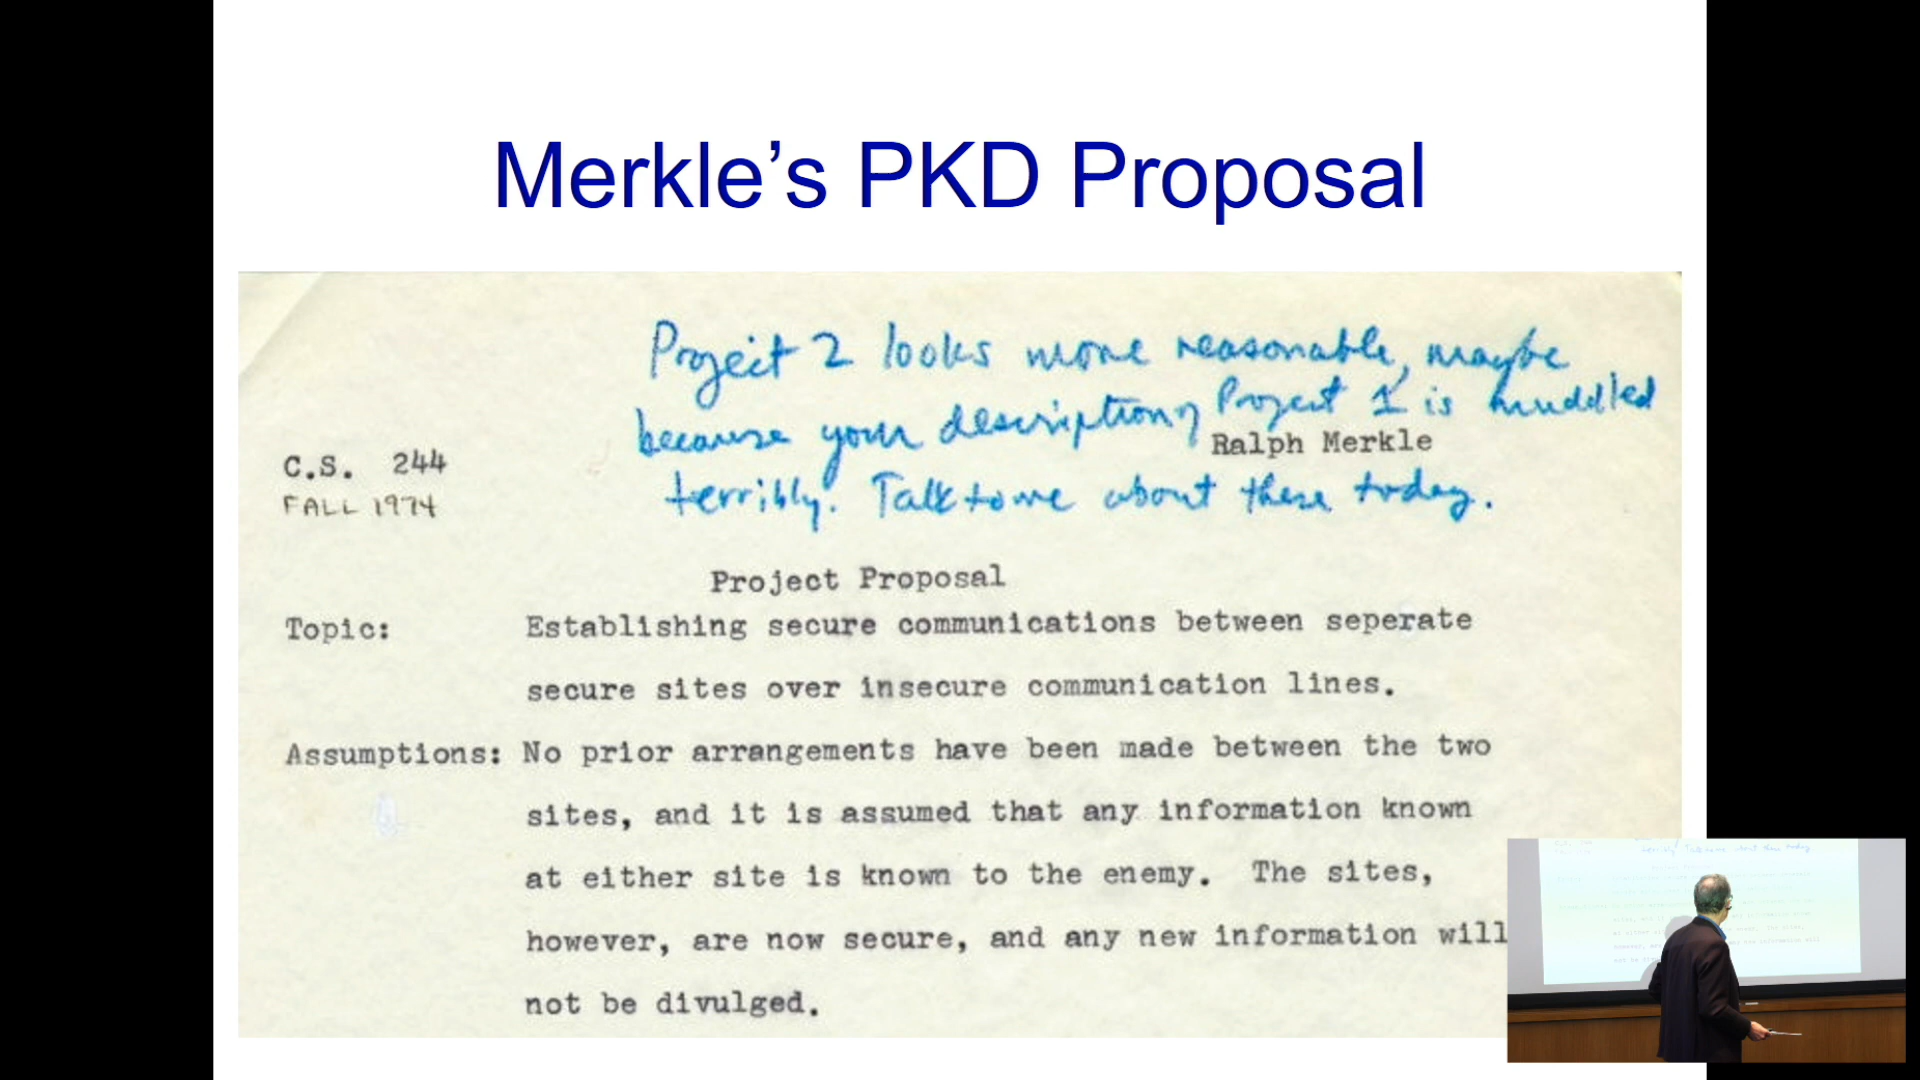 Merkle’s PKD Proposal
Project 2 looks more reasonable, maybe
because your description of Project 1 is muddled
Ralph Merkle
terribly. Talk to me about these today.
C.S. 244
FALL 1974
Project Proposal
Topic: Establishing secure communications between seperate
secure sites over insecure communication lines.
Assumptions: No prior arrangements have been made between the two
sites, and it is assumed that any information known
at either site is known to the enemy. The sites,
however, are now secure, and any new information will
not be divulged.